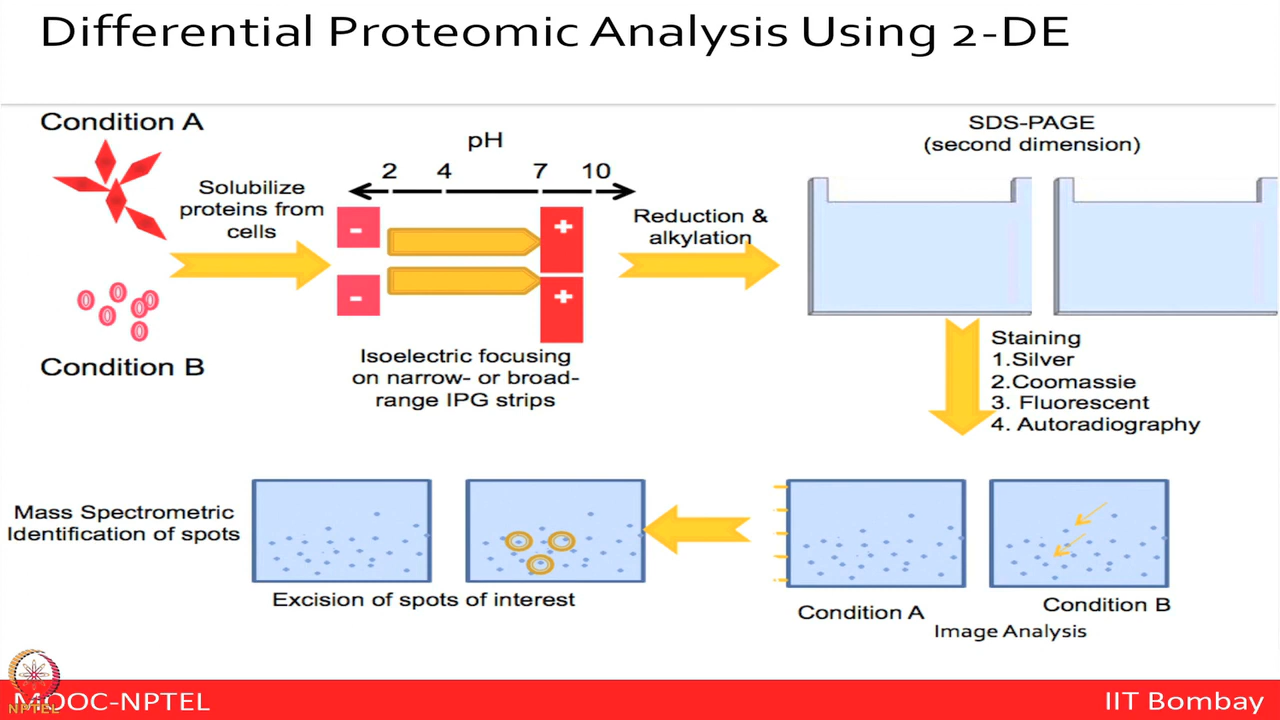 Differential Proteomic Analysis Using 2-DE
Condition A
Condition B
Solubilize
proteins from
cells
pH
2 4 7 10
- +
- +
Isoelectric focusing
on narrow- or broad-
range IPG strips
Reduction &
alkylation
SDS-PAGE
(second dimension)
Staining
1.Silver
2.Coomassie
3. Fluorescent
4. Autoradiography
Condition A
Condition B
Image Analysis
Mass Spectrometric
Identification of spots
Excision of spots of interest
NPTEL
MOOC-NPTEL
IIT Bombay